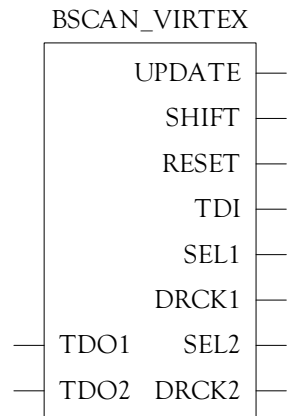 BSCAN_VIRTEX
UPDATE
SHIFT
RESET
TDI
SEL1
DRCK1
TDO1 SEL2
TDO2 DRCK2